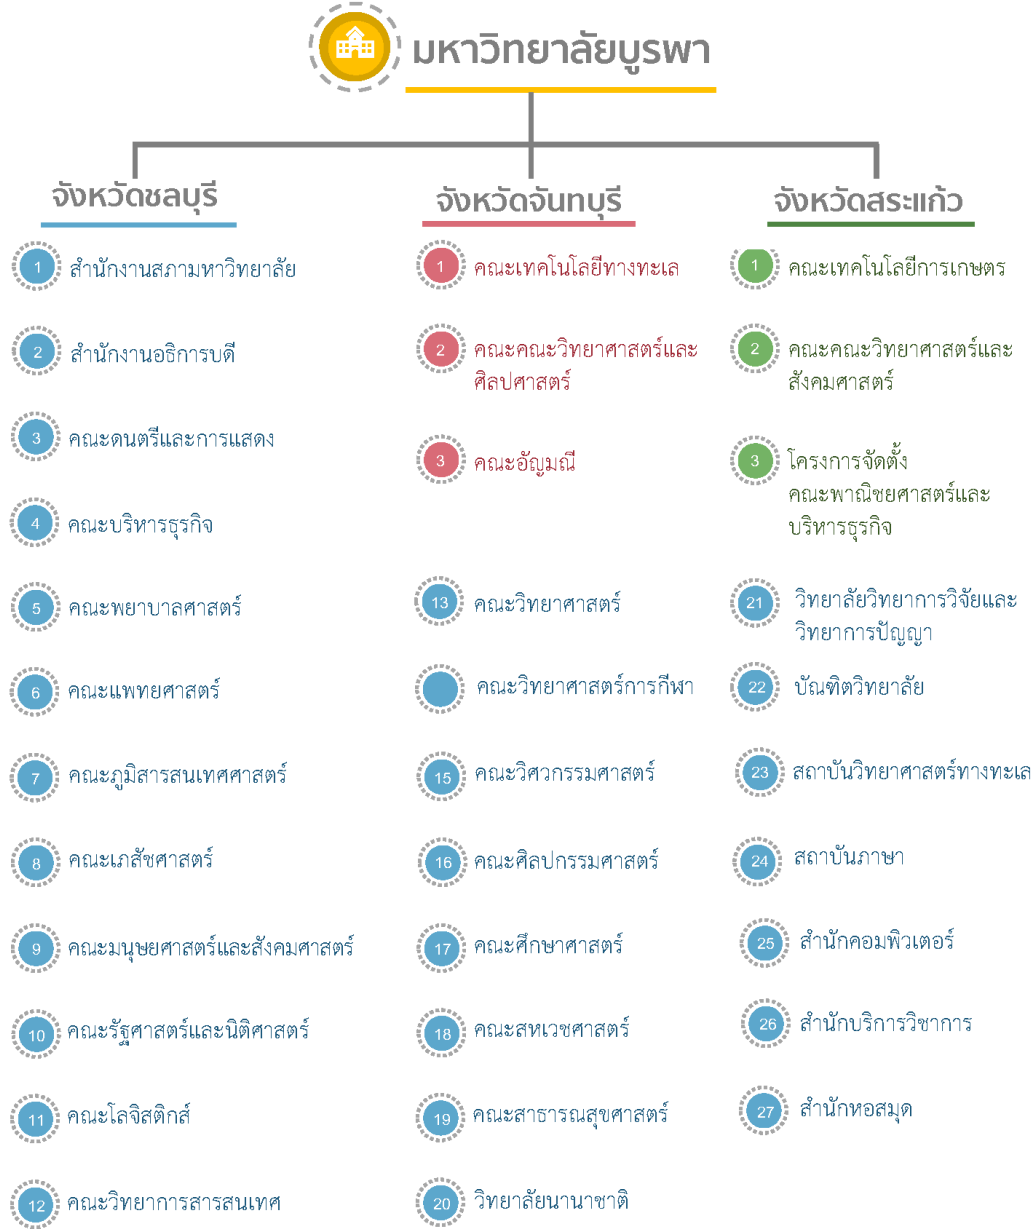 มหาวิทยาลัยบูรพา
จังหวัดชลบุรี
1 สำนักงานสภามหาวิทยาลัย
2 สำนักงานอธิการบดี
3 คณะดนตรีและการแสดง
4 คณะบริหารธุรกิจ
5 คณะพยาบาลศาสตร์
6 คณะแพทยศาสตร์
7 คณะภูมิสารสนเทศศาสตร์
8 คณะเภสัชศาสตร์
9 คณะมนุษยศาสตร์และสังคมศาสตร์
10 คณะรัฐศาสตร์และนิติศาสตร์
11 คณะโลจิสติกส์
12 คณะวิทยาการสารสนเทศ
จังหวัดจันทบุรี
1 คณะเทคโนโลยีทางทะเล
2 คณะคณะวิทยาศาสตร์และ
ศิลปศาสตร์
3 คณะอัญมณี
13 คณะวิทยาศาสตร์
คณะวิทยาศาสตร์การกีฬา
15 คณะวิศวกรรมศาสตร์
16 คณะศิลปกรรมศาสตร์
17 คณะศึกษาศาสตร์
18 คณะสหเวชศาสตร์
19 คณะสาธารณสุขศาสตร์
20 วิทยาลัยนานาชาติ
จังหวัดสระแก้ว
1 คณะเทคโนโลยีการเกษตร
2 คณะคณะวิทยาศาสตร์และ
สังคมศาสตร์
3 โครงการจัดตั้ง
คณะพาณิชยศาสตร์และ
บริหารธุรกิจ
21 วิทยาลัยวิทยาการวิจัยและ
วิทยาการปัญญา
22 บัณฑิตวิทยาลัย
23 สถาบันวิทยาศาสตร์ทางทะเล
24 สถาบันภาษา
25 สำนักคอมพิวเตอร์
26 สำนักบริการวิชาการ
27 สำนักหอสมุด